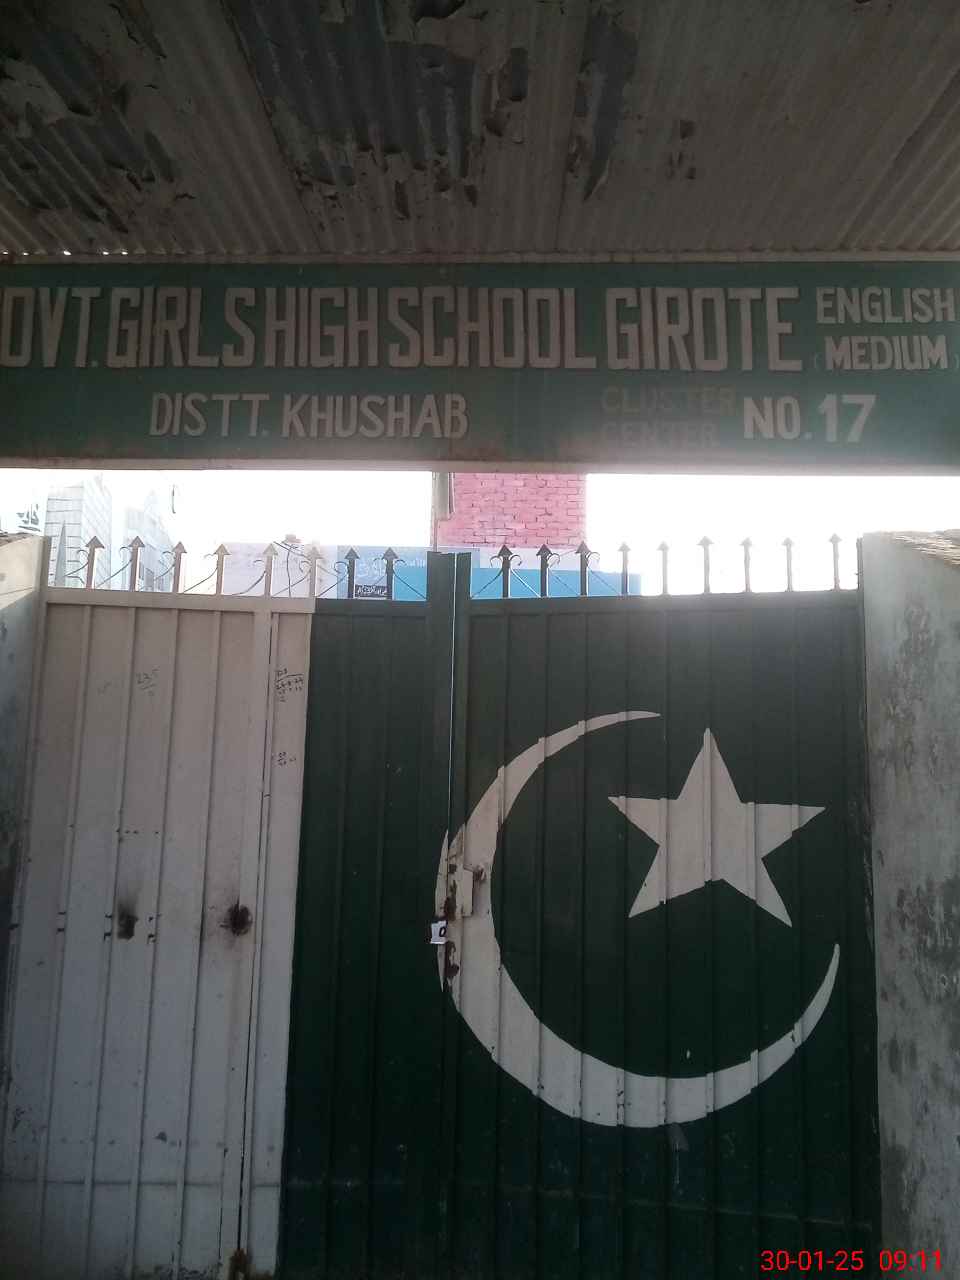 OVT. GIRLS HIGH SCHOOL GIROTE ENGLISH
(MEDIUM)
DISTT. KHUSHAB CLUSTER
CENTER NO. 17
30-01-25 09:11